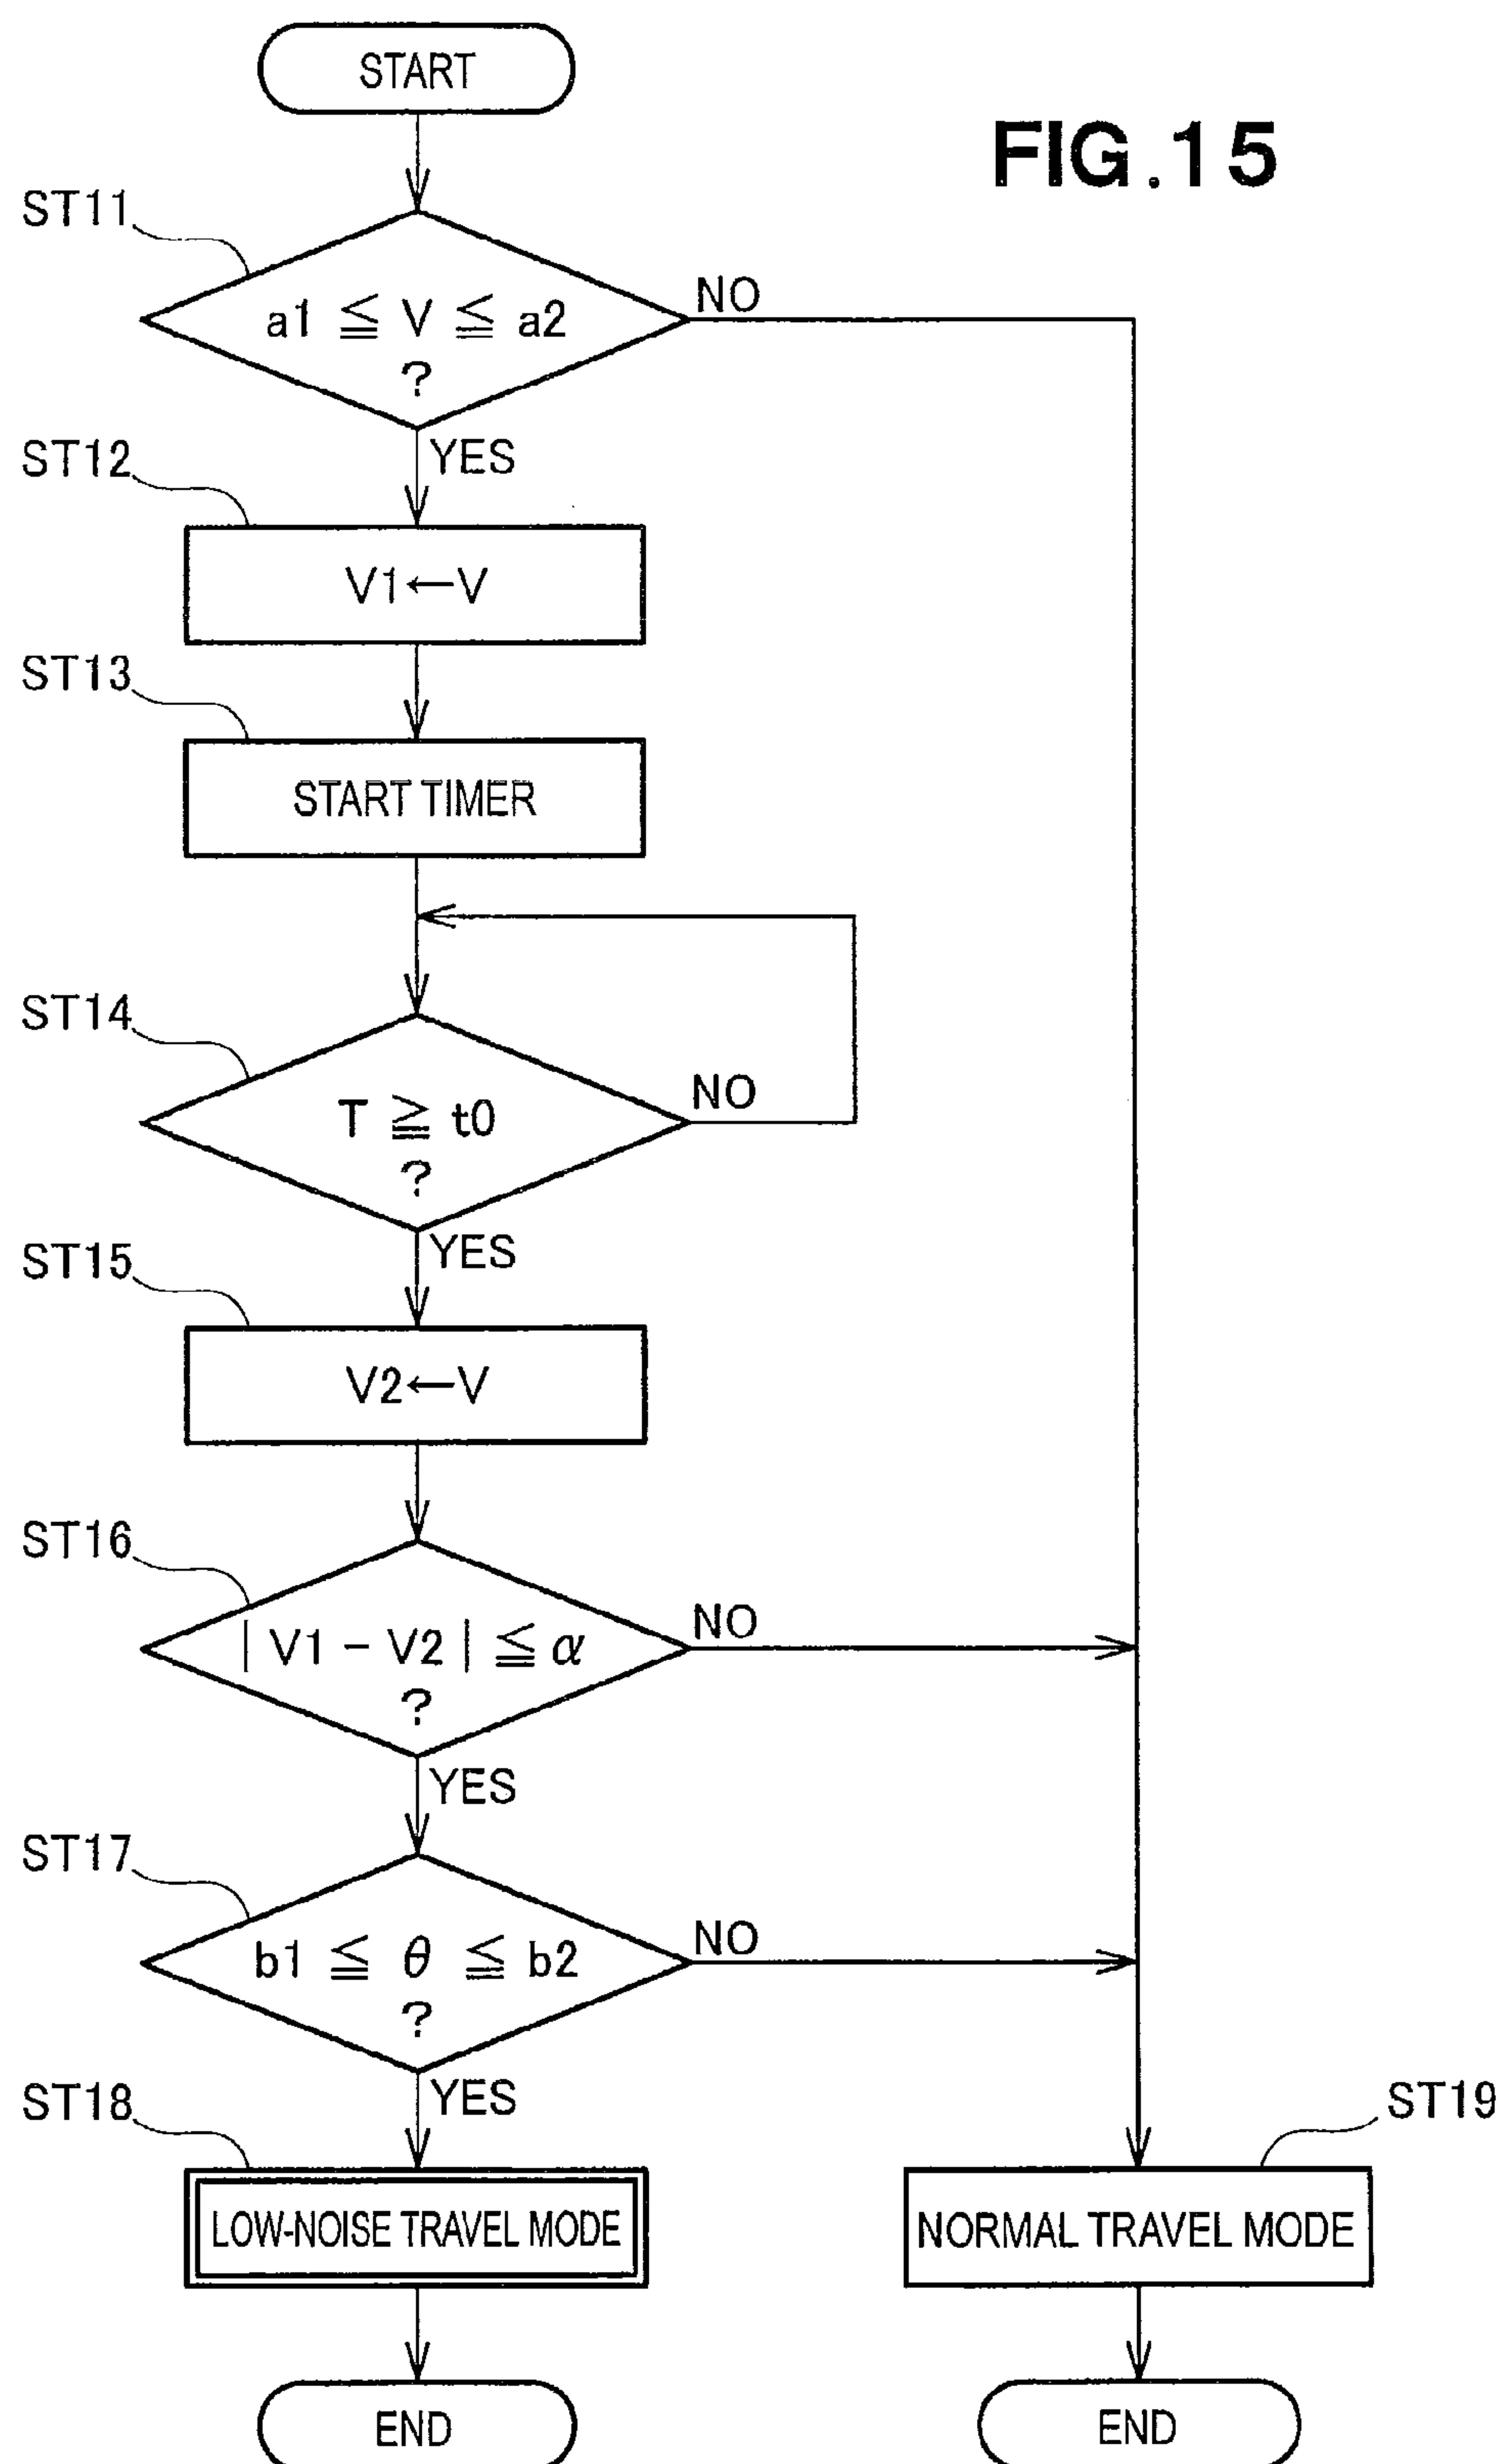 START
FIG.15
ST11
a1 ≦ V ≦ a2
?
NO
YES
ST12
V1←V
ST13
START TIMER
ST14
T ≧ t0
?
NO
YES
ST15
V2←V
ST16
| V1 - V2 | ≦ α
?
NO
YES
ST17
b1 ≦ θ ≦ b2
?
NO
YES
ST18
LOW-NOISE TRAVEL MODE
ST19
NORMAL TRAVEL MODE
END
END